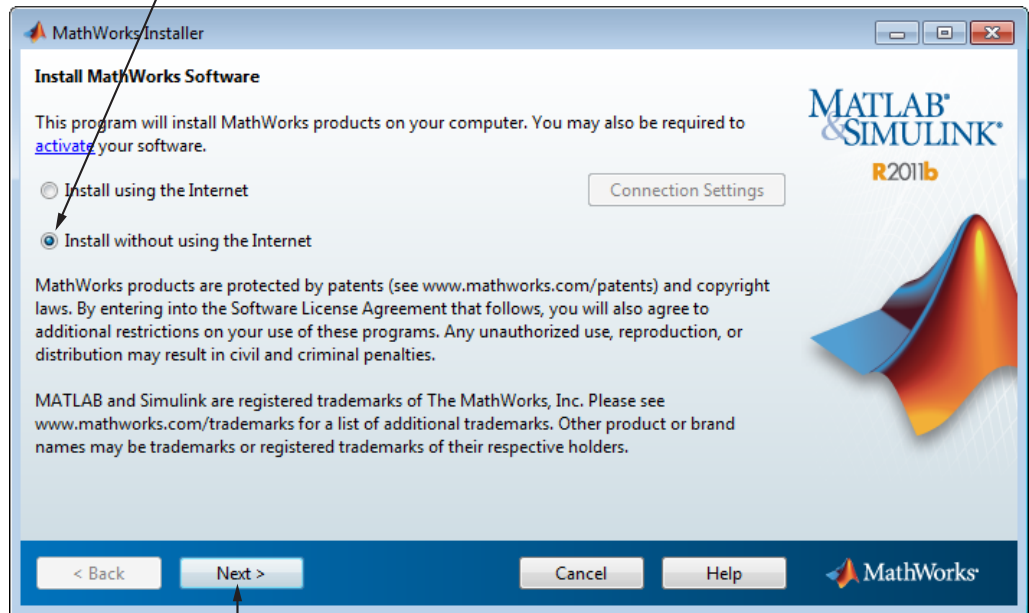 MathWorks Installer
Install MathWorks Software
MATLAB®
&SIMULINK®
R2011b
This program will install MathWorks products on your computer. You may also be required to
activate your software.
Install using the Internet
Connection Settings
Install without using the Internet
MathWorks products are protected by patents (see www.mathworks.com/patents) and copyright
laws. By entering into the Software License Agreement that follows, you will also agree to
additional restrictions on your use of these programs. Any unauthorized use, reproduction, or
distribution may result in civil and criminal penalties.
MATLAB and Simulink are registered trademarks of The MathWorks, Inc. Please see
www.mathworks.com/trademarks for a list of additional trademarks. Other product or brand
names may be trademarks or registered trademarks of their respective holders.
< Back
Next >
Cancel
Help
MathWorks®